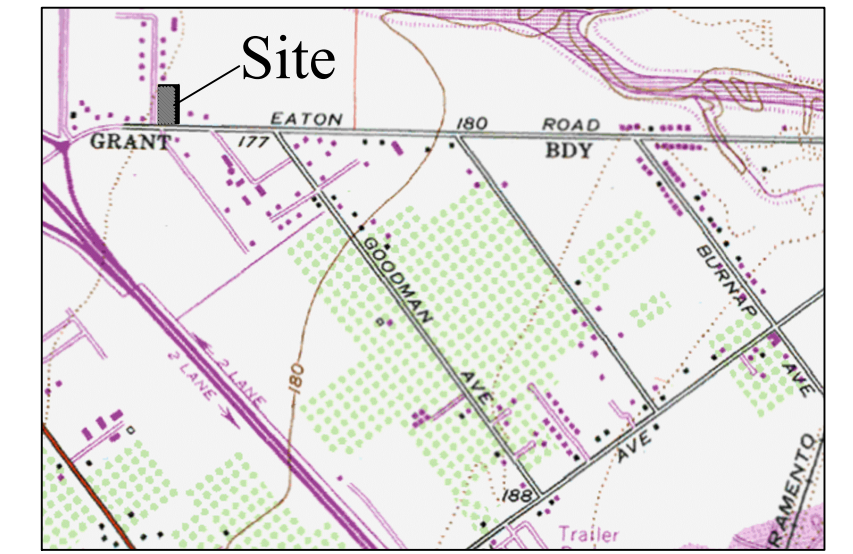 Site
EATON
180
ROAD
GRANT
177
BDY
GOODMAN
BURNAP
180
2 LANE
2 LANE
AVE
AVE
AVE
188
RAMENTO
Trailer